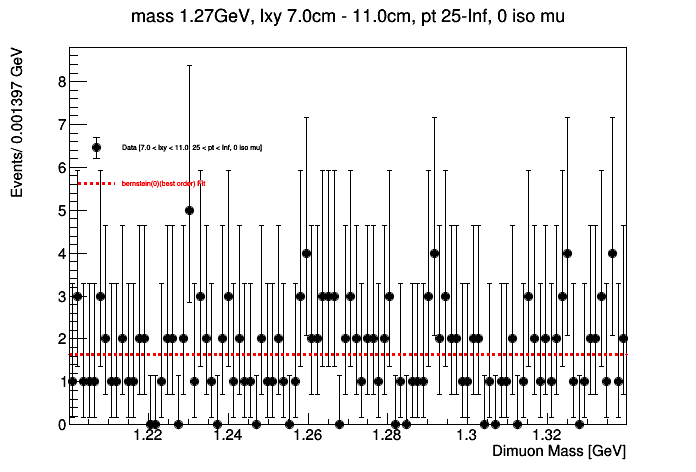 mass 1.27GeV, lxy 7.0cm - 11.0cm, pt 25-Inf, 0 iso mu
Events/ 0.001397 GeV
8
7
6
5
4
3
2
1
0
Data [7.0 < lxy < 11.0 25 < pt < Inf, 0 iso mu]
bernstein(0)(best order) Fit
1.22 1.24 1.26 1.28 1.3 1.32
Dimuon Mass [GeV]